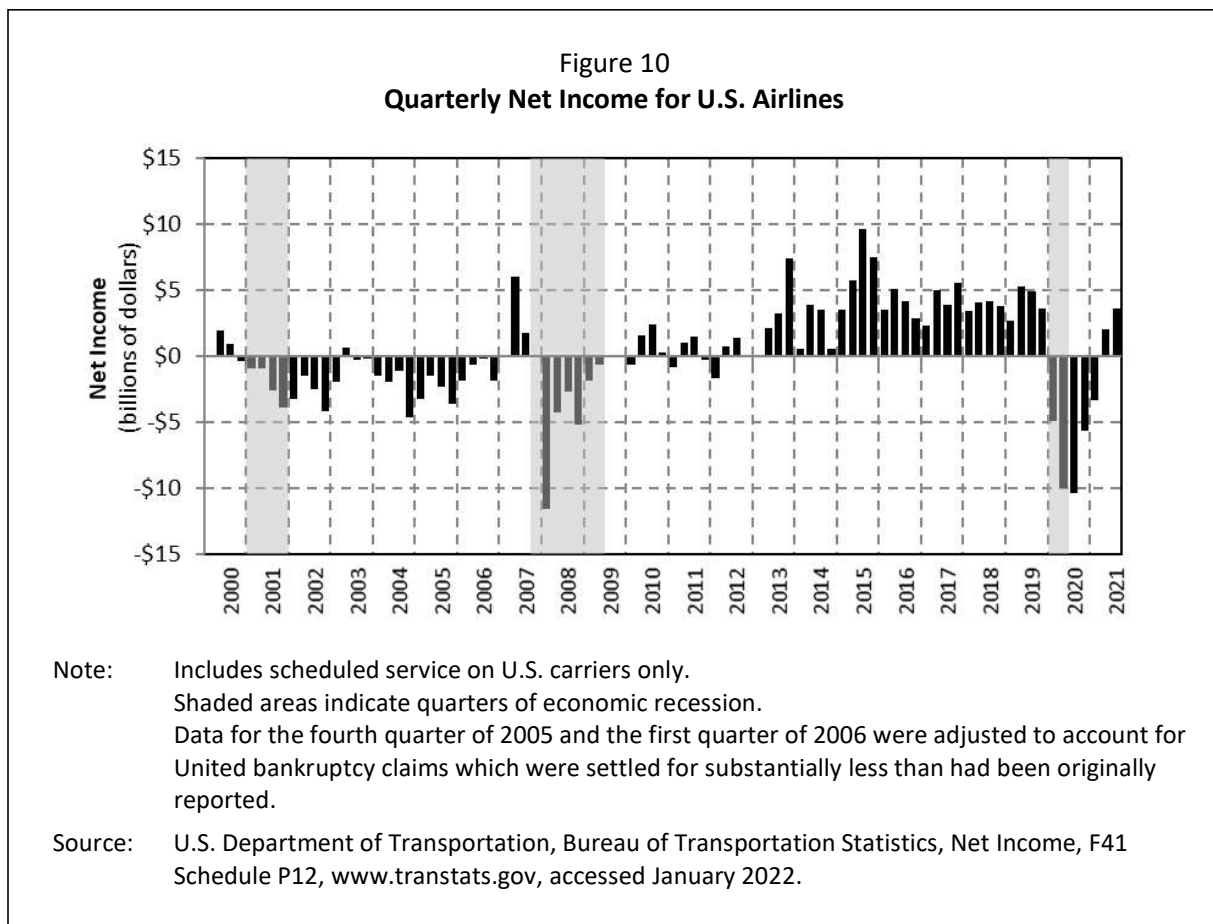 Figure 10
Quarterly Net Income for U.S. Airlines
$15
$10
$5
$0
-$5
-$10
-$15
Net Income
(billions of dollars)
2000
2001
2002
2003
2004
2005
2006
2007
2008
2009
2010
2011
2012
2013
2014
2015
2016
2017
2018
2019
2020
2021
Note: Includes scheduled service on U.S. carriers only.
Shaded areas indicate quarters of economic recession.
Data for the fourth quarter of 2005 and the first quarter of 2006 were adjusted to account for
United bankruptcy claims which were settled for substantially less than had been originally
reported.
Source: U.S. Department of Transportation, Bureau of Transportation Statistics, Net Income, F41
Schedule P12, www.transtats.gov, accessed January 2022.